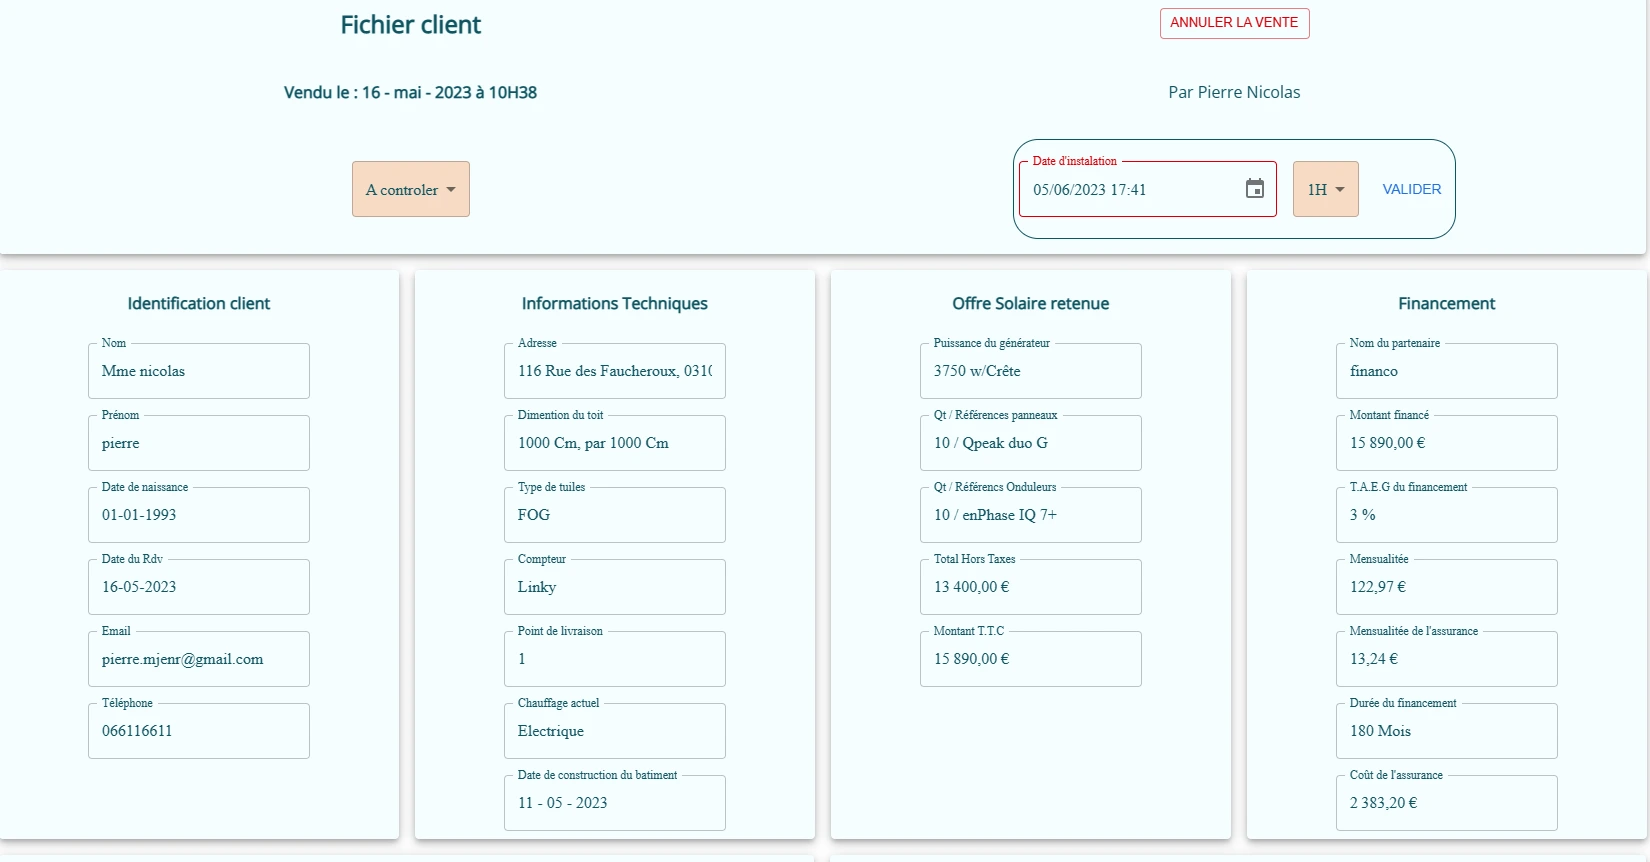 Fichier client
ANNULER LA VENTE
Vendu le : 16 - mai - 2023 à 10H38
Par Pierre Nicolas
A controler
Date d'instalation
05/06/2023 17:41
1H
VALIDER
Identification client
Nom
Mme nicolas
Prénom
pierre
Date de naissance
01-01-1993
Date du Rdv
16-05-2023
Email
pierre.mjenr@gmail.com
Téléphone
066116611
Informations Techniques
Adresse
116 Rue des Faucheroux, 0310
Dimention du toit
1000 Cm, par 1000 Cm
Type de tuiles
FOG
Compteur
Linky
Point de livraison
1
Chauffage actuel
Electrique
Date de construction du batiment
11 - 05 - 2023
Offre Solaire retenue
Puissance du générateur
3750 w/Crête
Qt / Références panneaux
10 / Qpeak duo G
Qt / Référencs Onduleurs
10 / enPhase IQ 7+
Total Hors Taxes
13 400,00 €
Montant T.T.C
15 890,00 €
Financement
Nom du partenaire
financo
Montant financé
15 890,00 €
T.A.E.G du financement
3 %
Mensualitée
122,97 €
Mensualitée de l'assurance
13,24 €
Durée du financement
180 Mois
Coût de l'assurance
2 383,20 €